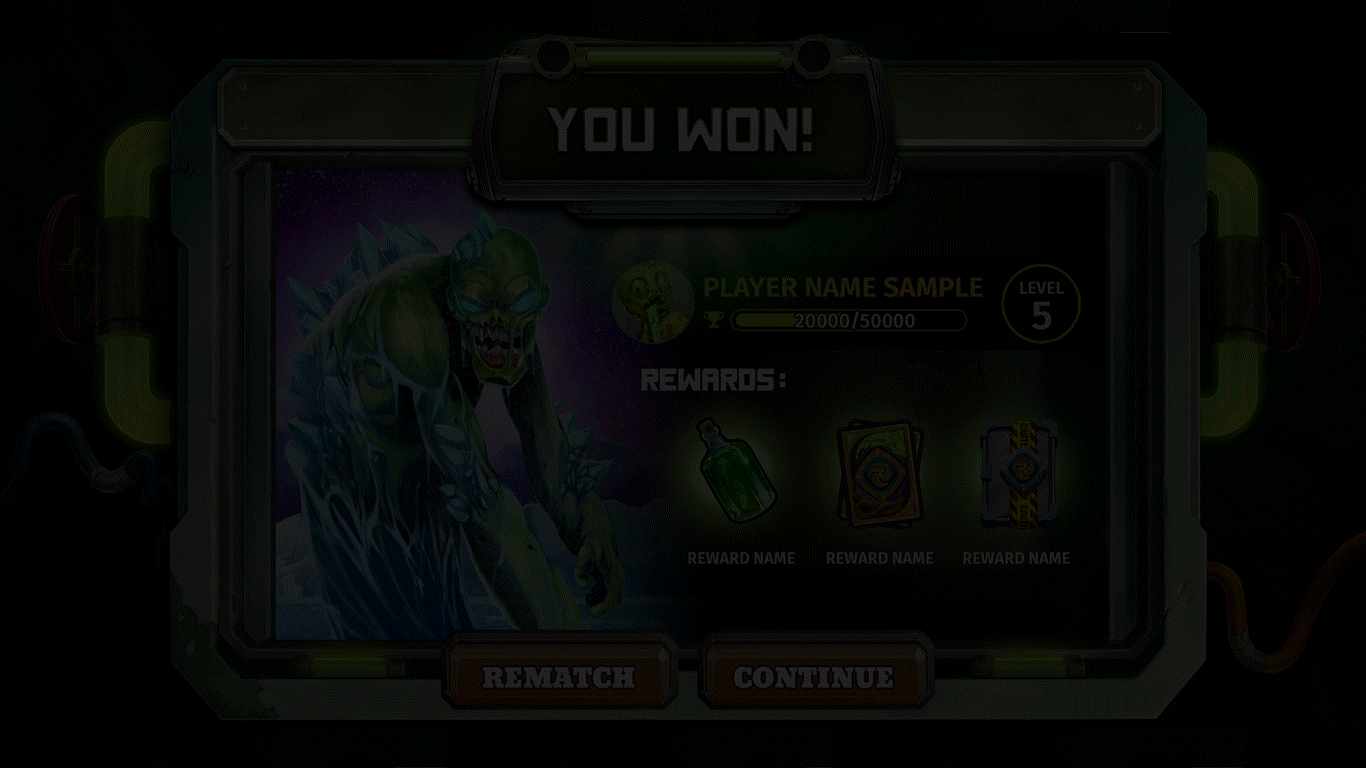 YOU WON!
PLAYER NAME SAMPLE
20000/50000
LEVEL
5
REWARDS:
REWARD NAME
REWARD NAME
REWARD NAME
REMATCH
CONTINUE